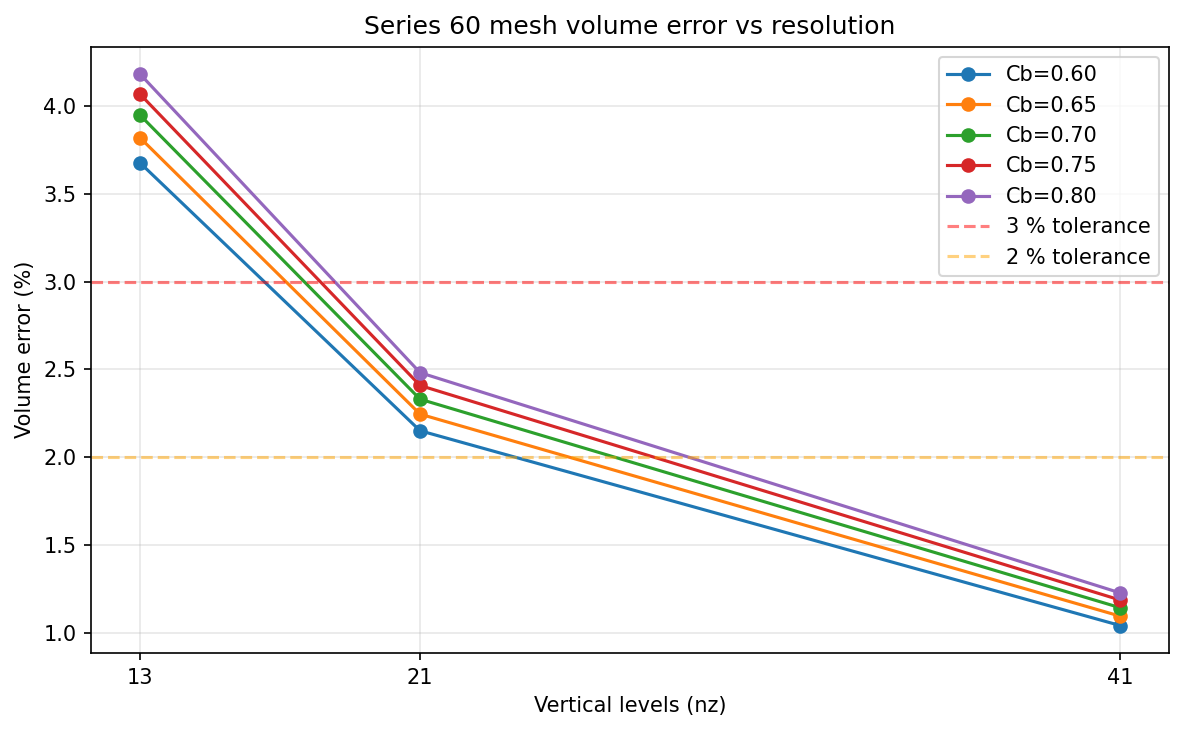 Series 60 mesh volume error vs resolution
Volume error (%)
4.0
3.5
3.0
2.5
2.0
1.5
1.0
Cb=0.60
Cb=0.65
Cb=0.70
Cb=0.75
Cb=0.80
3 % tolerance
2 % tolerance
13
21
41
Vertical levels (nz)